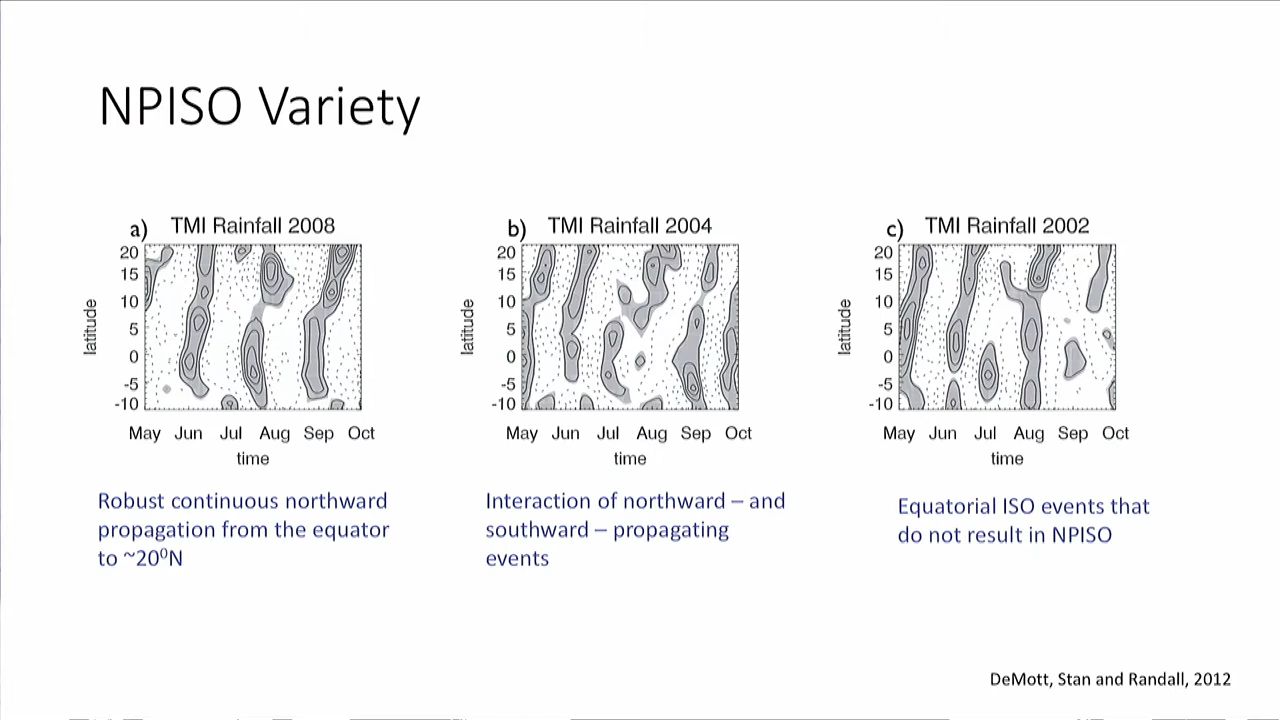 NPISO Variety
a) TMI Rainfall 2008
20
15
10
5
0
-5
-10
latitude
May Jun Jul Aug Sep Oct
time
Robust continuous northward
propagation from the equator
to ~20⁰N
b) TMI Rainfall 2004
20
15
10
5
0
-5
-10
latitude
May Jun Jul Aug Sep Oct
time
Interaction of northward – and
southward – propagating
events
c) TMI Rainfall 2002
20
15
10
5
0
-5
-10
latitude
May Jun Jul Aug Sep Oct
time
Equatorial ISO events that
do not result in NPISO
DeMott, Stan and Randall, 2012